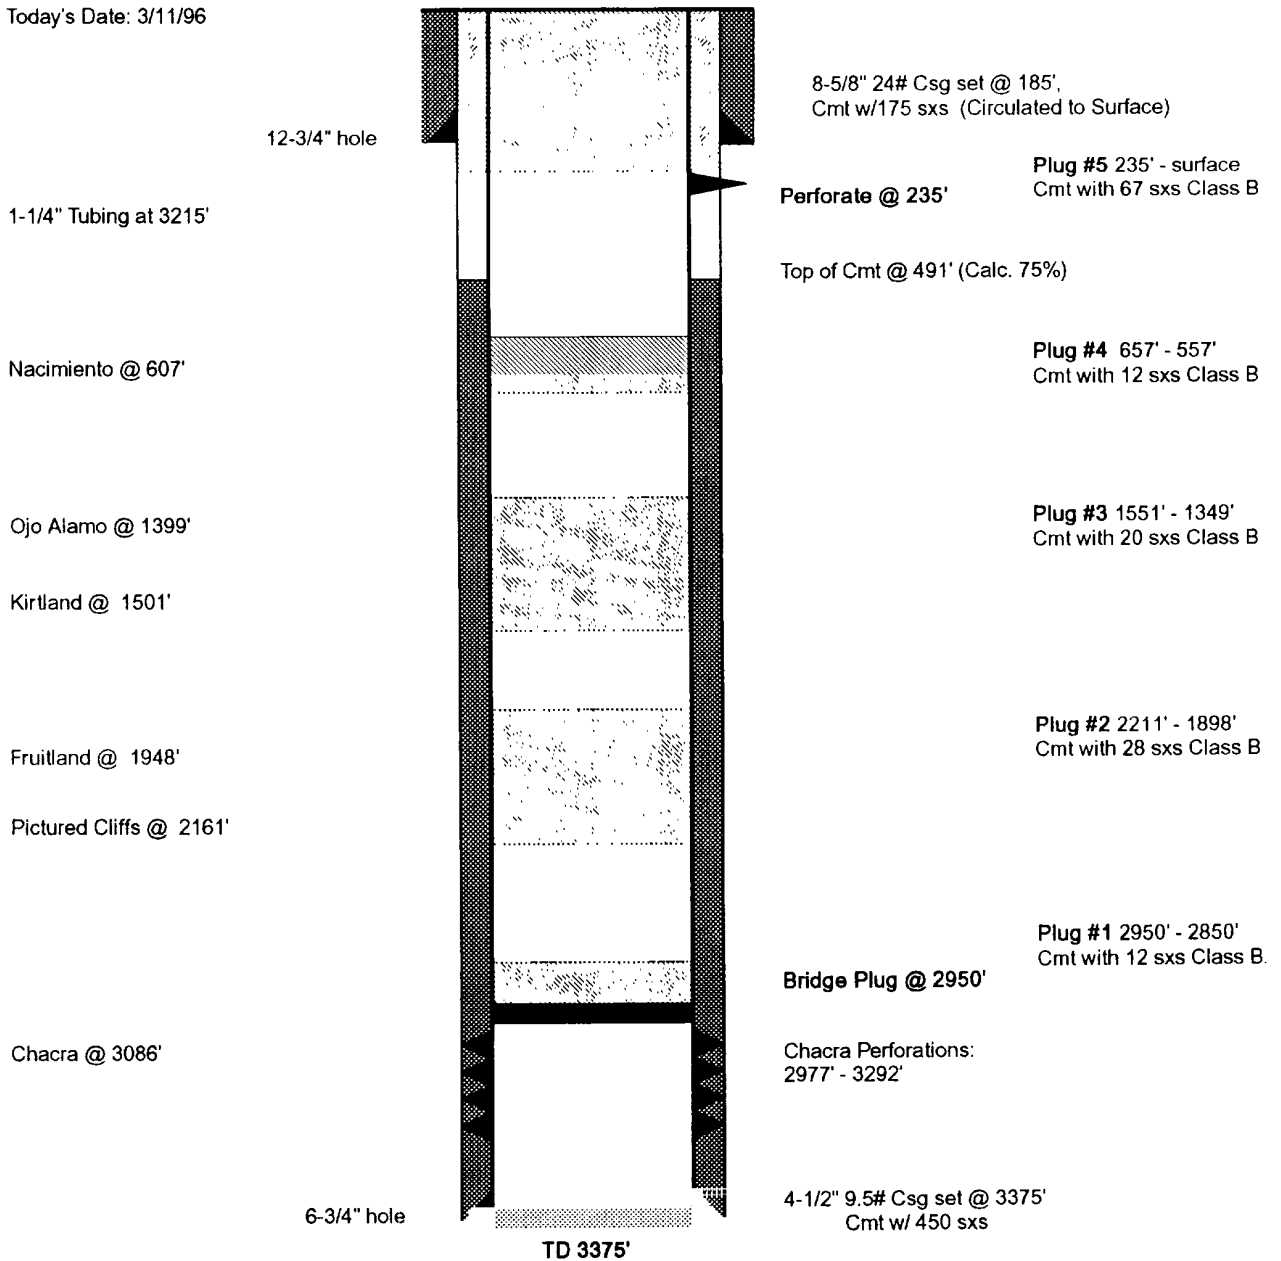 Today's Date: 3/11/96
8-5/8" 24# Csg set @ 185',
Cmt w/175 sxs (Circulated to Surface)
12-3/4" hole
Plug #5 235' - surface
Cmt with 67 sxs Class B
Perforate @ 235'
1-1/4" Tubing at 3215'
Top of Cmt @ 491' (Calc. 75%)
Plug #4 657' - 557'
Cmt with 12 sxs Class B
Nacimiento @ 607'
Plug #3 1551' - 1349'
Cmt with 20 sxs Class B
Ojo Alamo @ 1399'
Kirtland @ 1501'
Plug #2 2211' - 1898'
Cmt with 28 sxs Class B
Fruitland @ 1948'
Pictured Cliffs @ 2161'
Plug #1 2950' - 2850'
Cmt with 12 sxs Class B.
Bridge Plug @ 2950'
Chacra @ 3086'
Chacra Perforations:
2977' - 3292'
4-1/2" 9.5# Csg set @ 3375'
Cmt w/ 450 sxs
6-3/4" hole
TD 3375'